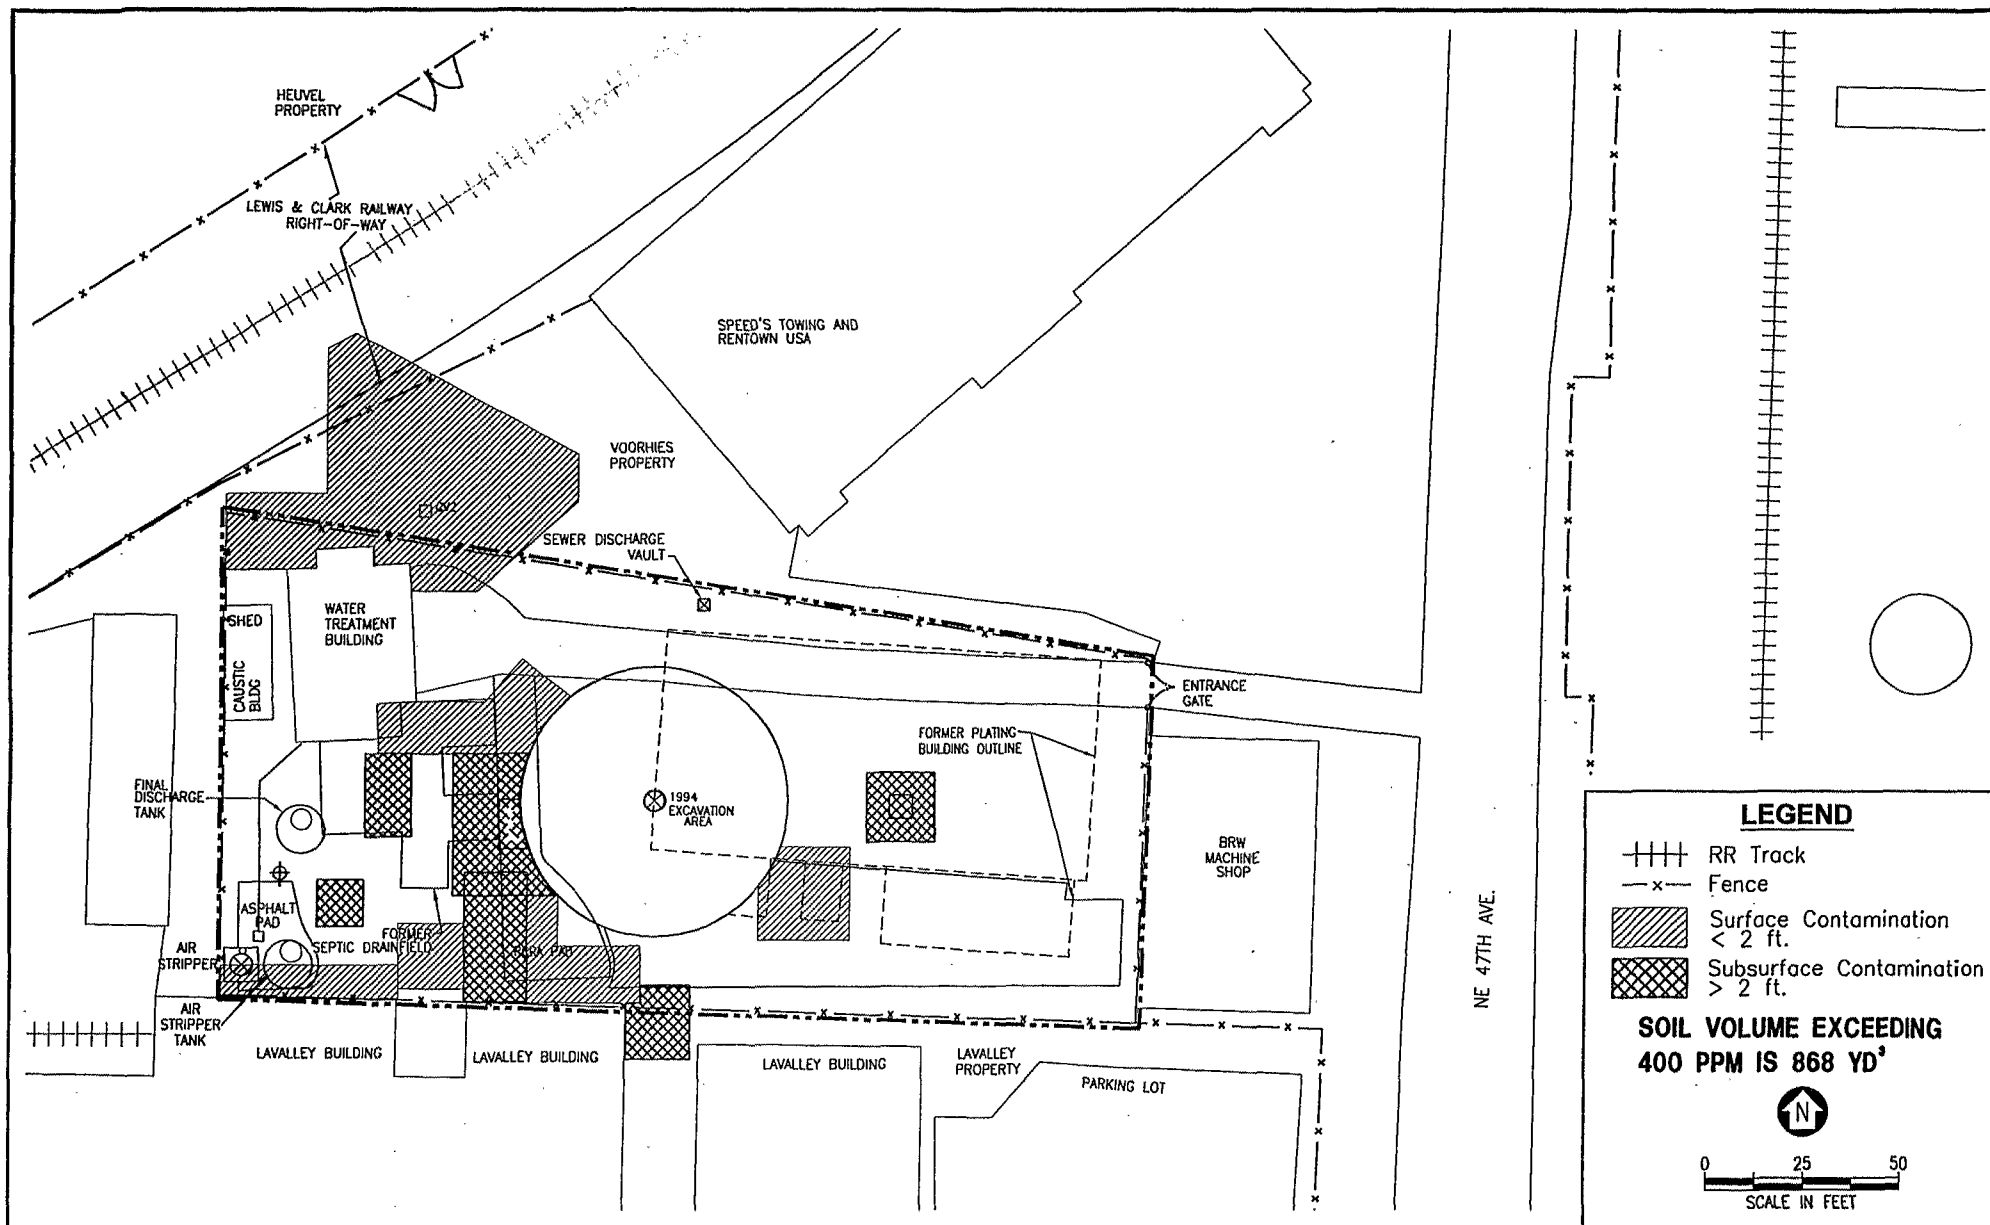 HEUVEL
PROPERTY
LEWIS & CLARK RAILWAY
RIGHT-OF-WAY
SPEED'S TOWING AND
RENTOWN USA
VOORHIES
PROPERTY
SEWER DISCHARGE
VAULT
SHED
WATER
TREATMENT
BUILDING
CAUSTIC
BLDG
ENTRANCE
GATE
FORMER PLATING
BUILDING OUTLINE
FINAL
DISCHARGE
TANK
1994
EXCAVATION
AREA
BRW
MACHINE
SHOP
ASPHALT
PAD
FORMER
SEPTIC DRAINFIELD
AIR
STRIPPER
AIR
STRIPPER
TANK
LAVALLEY BUILDING
LAVALLEY BUILDING
LAVALLEY BUILDING
LAVALLEY
PROPERTY
PARKING LOT
NE 47TH AVE.
LEGEND
RR Track
Fence
Surface Contamination
< 2 ft.
Subsurface Contamination
> 2 ft.
SOIL VOLUME EXCEEDING
400 PPM IS 868 YD³
N
0 25 50
SCALE IN FEET